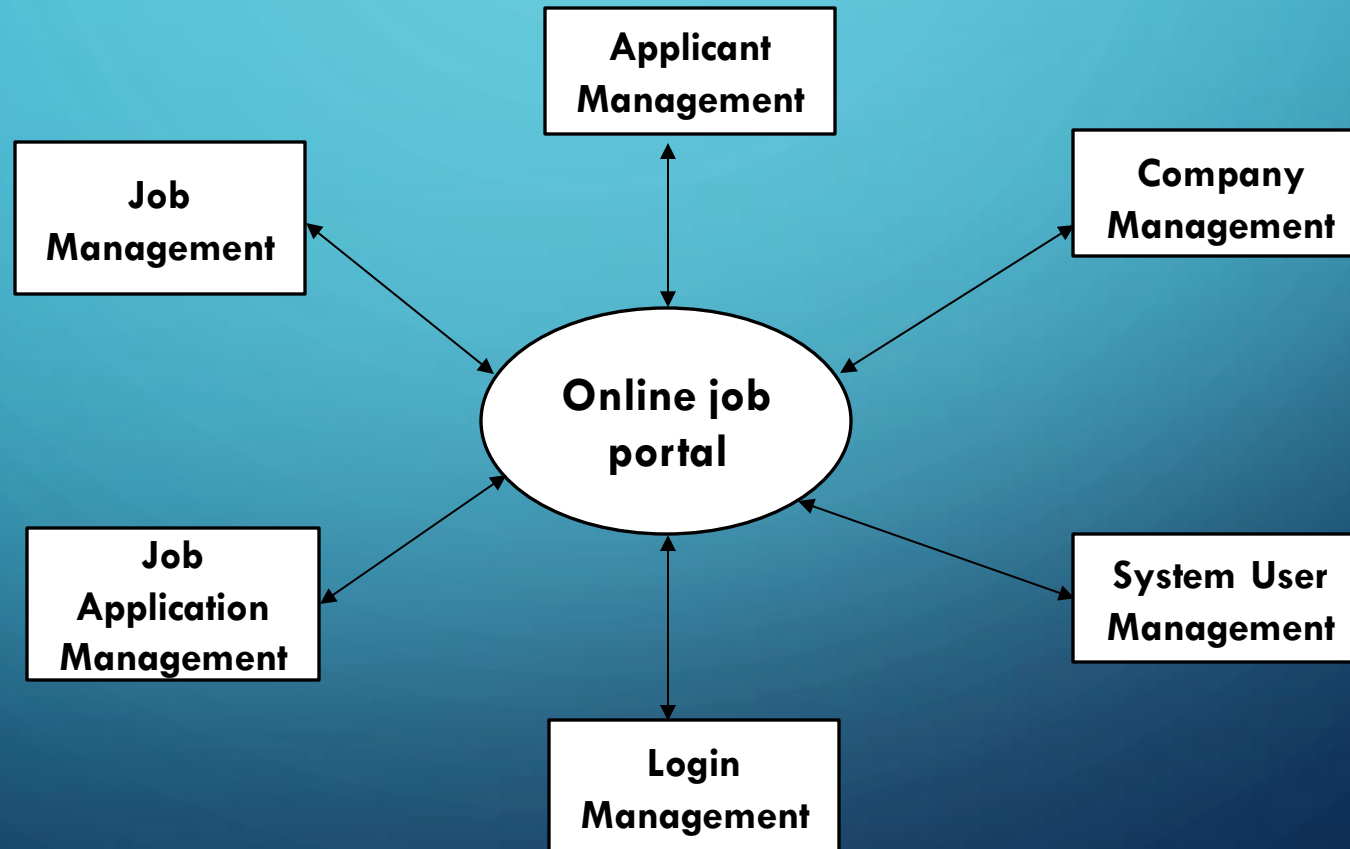 Applicant
Management
Job
Management
Company
Management
Online job
portal
Job
Application
Management
System User
Management
Login
Management